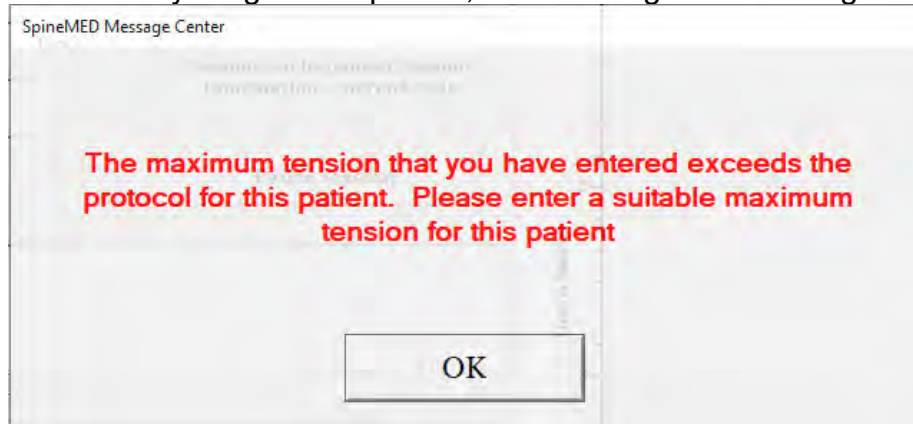 SpineMED Message Center
The maximum tension that you have entered exceeds the
protocol for this patient. Please enter a suitable maximum
tension for this patient
OK